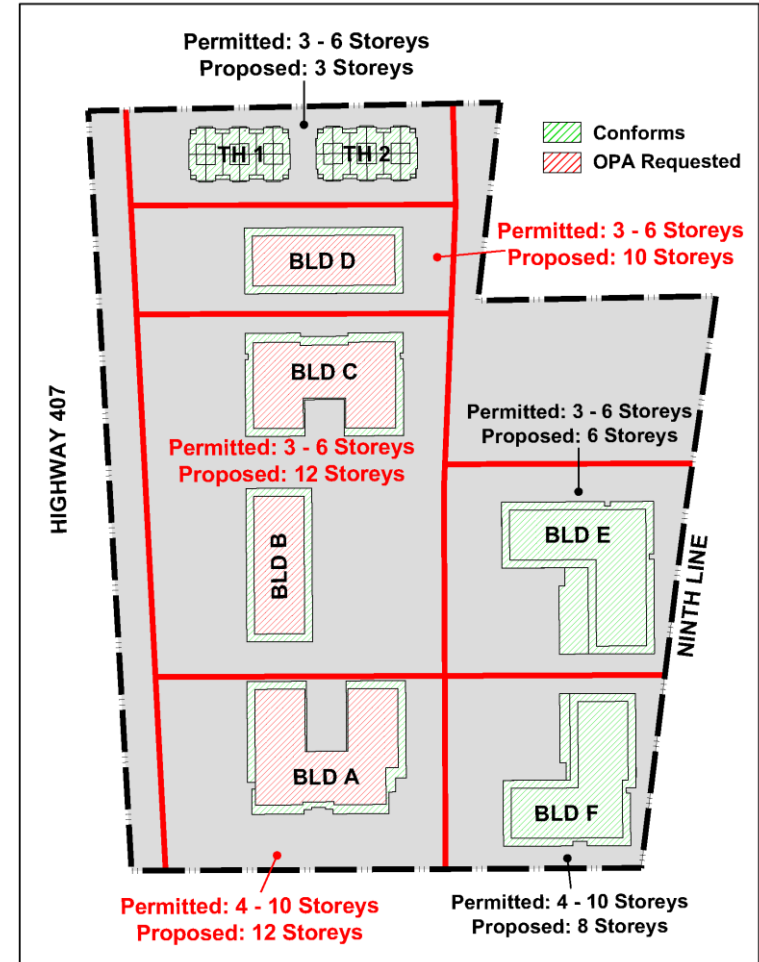 Permitted: 3 - 6 Storeys
Proposed: 3 Storeys
Conforms
OPA Requested
TH 1
TH 2
Permitted: 3 - 6 Storeys
Proposed: 10 Storeys
BLD D
BLD C
HIGHWAY 407
Permitted: 3 - 6 Storeys
Proposed: 6 Storeys
Permitted: 3 - 6 Storeys
Proposed: 12 Storeys
BLD B
BLD E
NINTH LINE
BLD A
BLD F
Permitted: 4 - 10 Storeys
Proposed: 12 Storeys
Permitted: 4 - 10 Storeys
Proposed: 8 Storeys